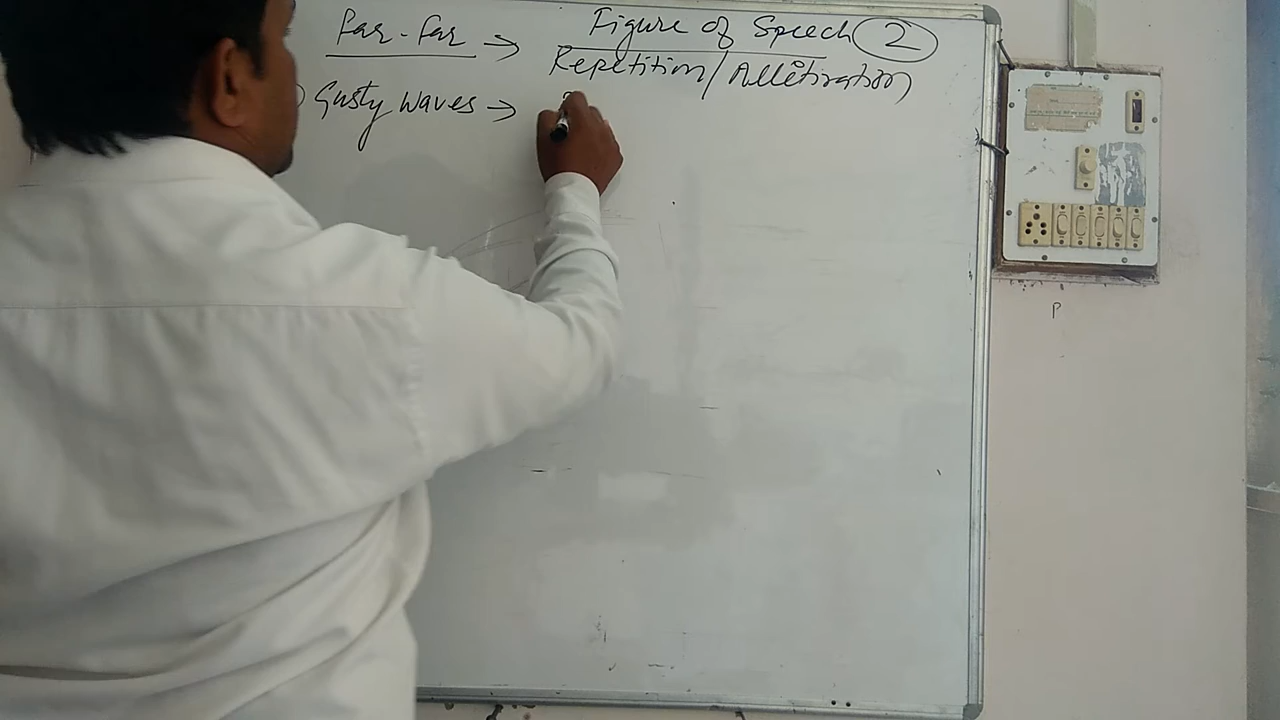 Figure of Speech 2
Far-Far → Repetition/Alletiration
) Gusty Waves →
P